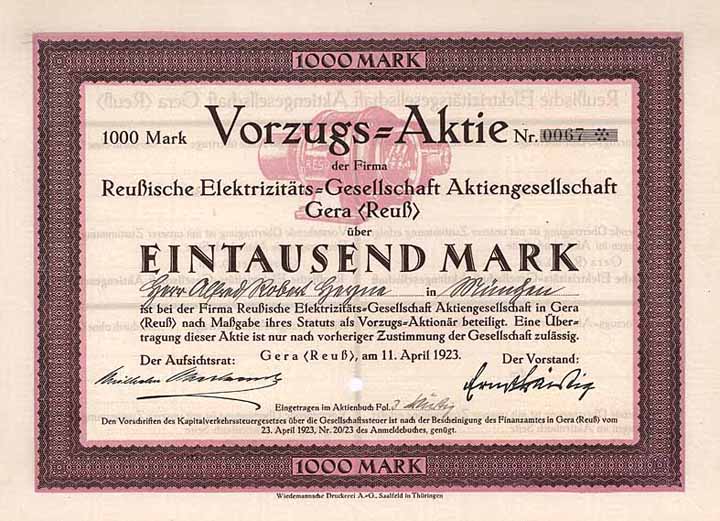 1000 MARK
1000 Mark Vorzugs=Aktie Nr. 0067
der Firma
Reußische Elektrizitäts=Gesellschaft Aktiengesellschaft
Gera ⟨Reuß⟩
über
EINTAUSEND MARK
Herr Alfred Robert Heyne in München
ist bei der Firma Reußische Elektrizitäts=Gesellschaft Aktiengesellschaft in Gera
⟨Reuß⟩ nach Maßgabe ihres Statuts als Vorzugs=Aktionär beteiligt. Eine Über-
tragung dieser Aktie ist nur nach vorheriger Zustimmung der Gesellschaft zulässig.
Der Aufsichtsrat: Gera ⟨Reuß⟩, am 11. April 1923. Der Vorstand:
Eingetragen im Aktienbuch Fol. 3
Den Vorschriften des Kapitalverkehrssteuergesetzes über die Gesellschaftssteuer ist nach der Bescheinigung des Finanzamtes in Gera (Reuß) vom
23. April 1923, Nr. 20/23 des Anmeldebuches, genügt.
1000 MARK
Wiedemannsche Druckerei A.=G., Saalfeld in Thüringen